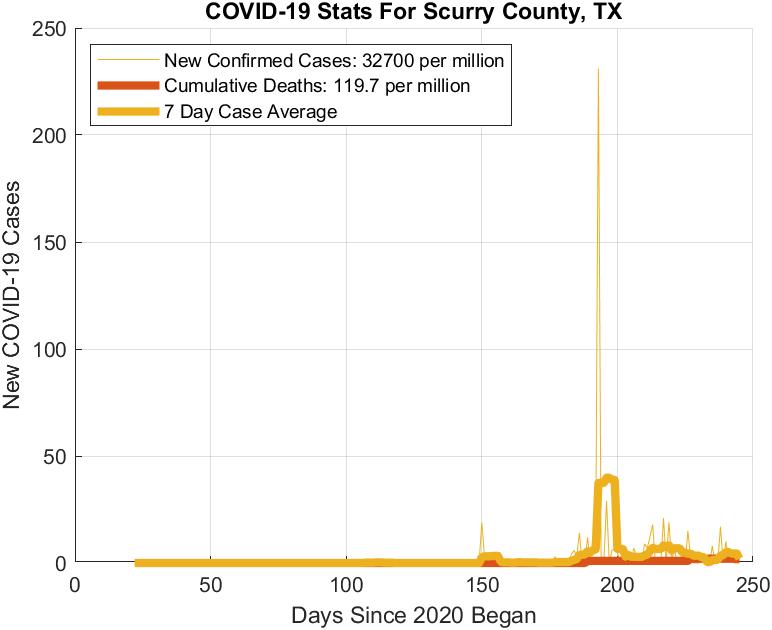 COVID-19 Stats For Scurry County, TX
New Confirmed Cases: 32700 per million
Cumulative Deaths: 119.7 per million
7 Day Case Average
New COVID-19 Cases
250
200
150
100
50
0
0 50 100 150 200 250
Days Since 2020 Began